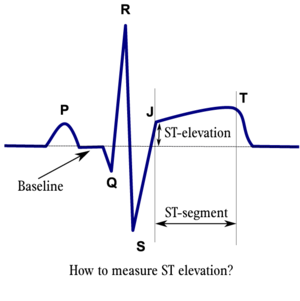 R
P
J
T
ST-elevation
Baseline
Q
ST-segment
S
How to measure ST elevation?